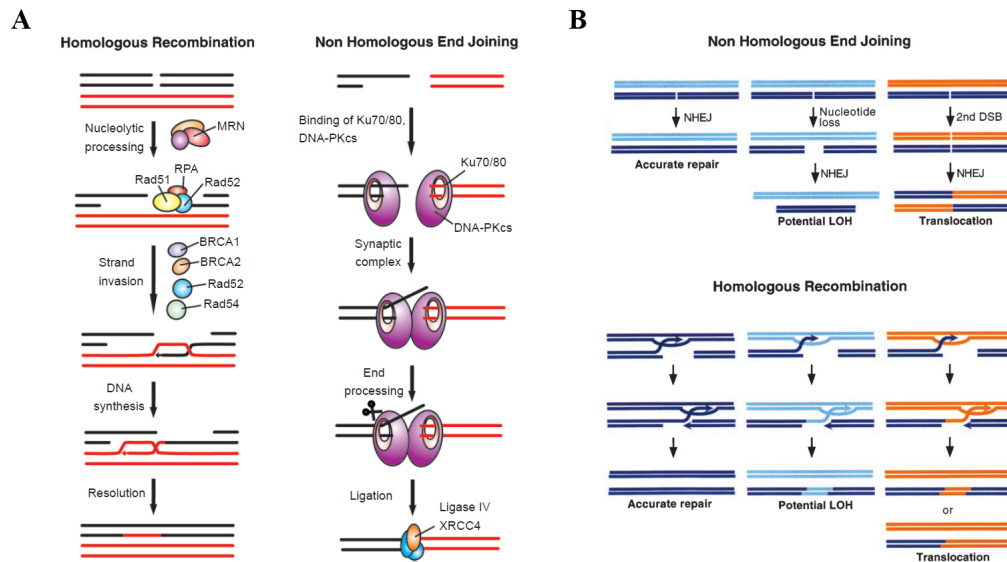 A
Homologous Recombination
Nucleolytic
processing
MRN
RPA
Rad51
Rad52
Strand
invasion
BRCA1
BRCA2
Rad52
Rad54
DNA
synthesis
Resolution
Non Homologous End Joining
Binding of Ku70/80,
DNA-PKcs
Ku70/80
DNA-PKcs
Synaptic
complex
End
processing
Ligation
Ligase IV
XRCC4
B
Non Homologous End Joining
NHEJ
Nucleotide
loss
2nd DSB
Accurate repair
NHEJ
NHEJ
Potential LOH
Translocation
Homologous Recombination
Accurate repair
Potential LOH
or
Translocation